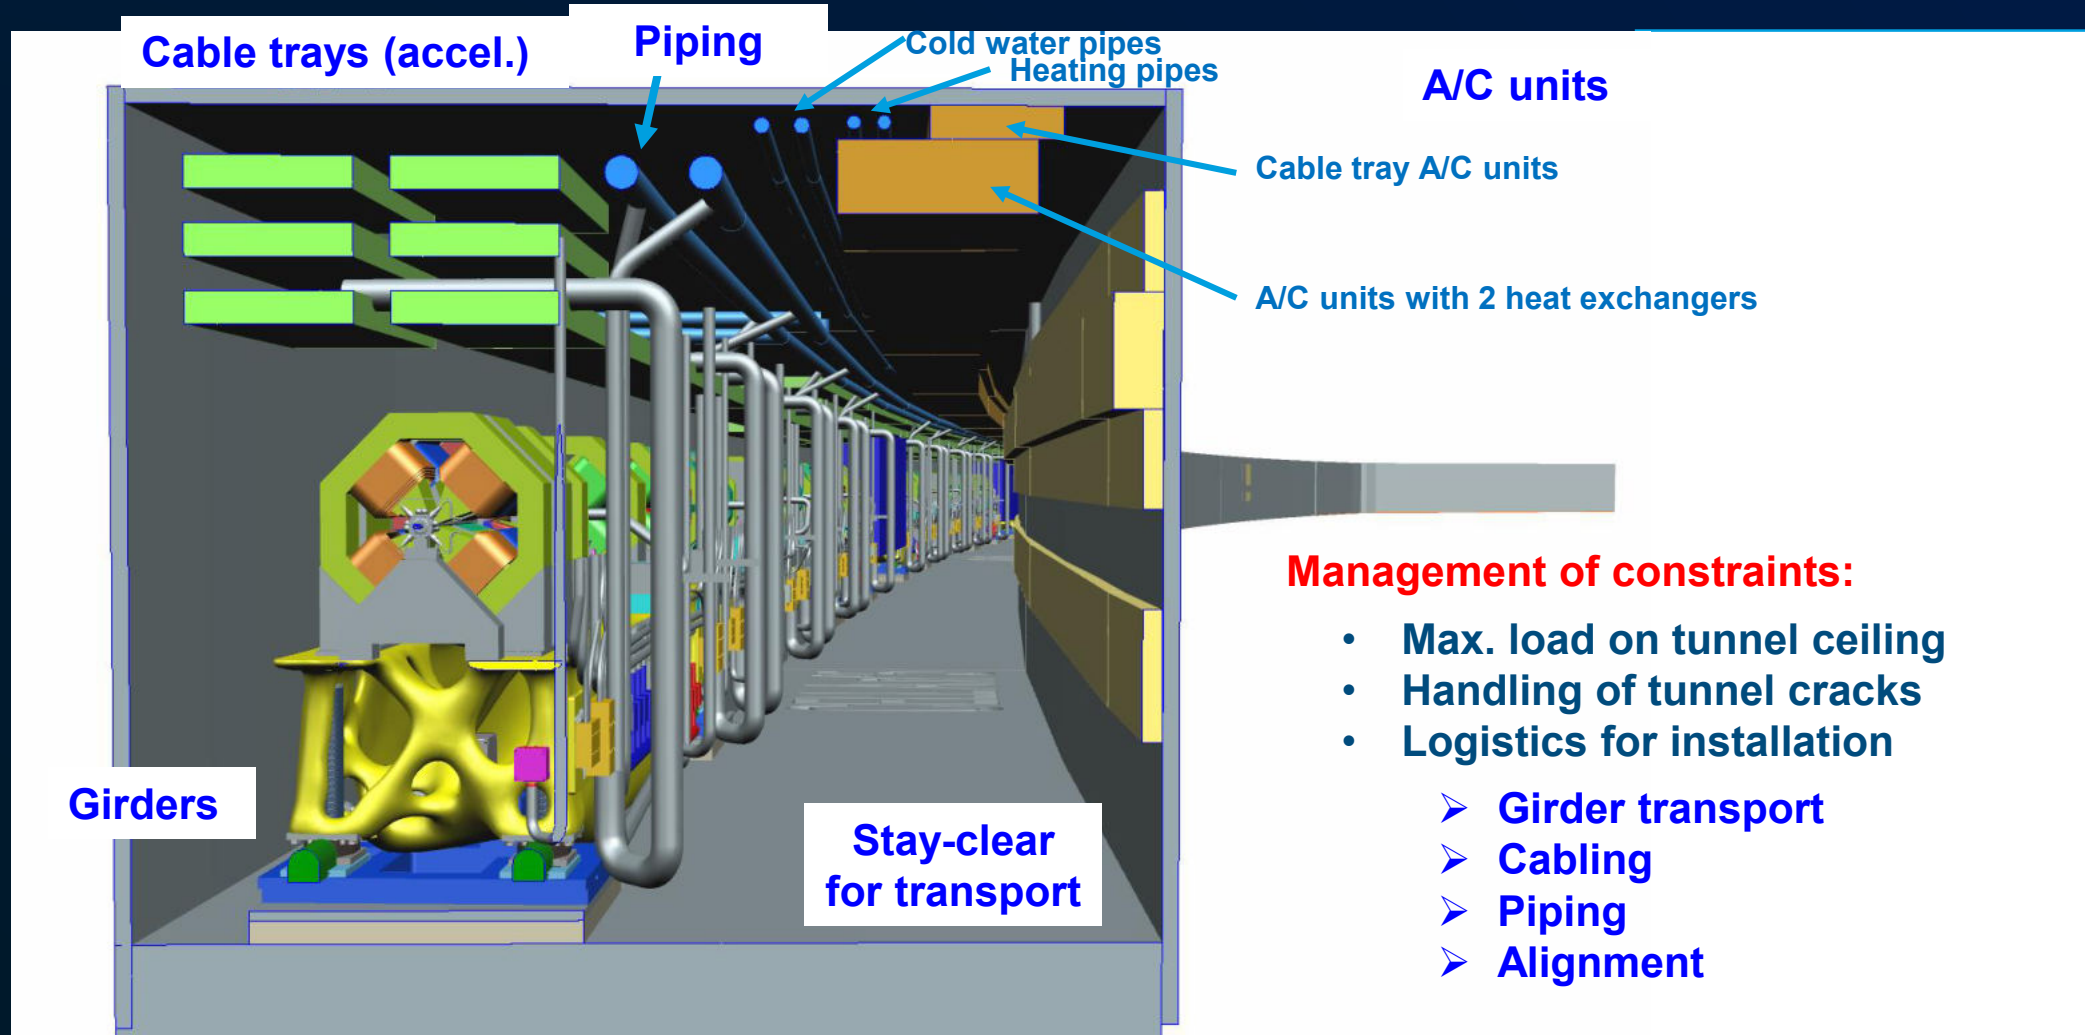 Cable trays (accel.)
Piping
Cold water pipes
Heating pipes
A/C units
Cable tray A/C units
A/C units with 2 heat exchangers
Management of constraints:
• Max. load on tunnel ceiling
• Handling of tunnel cracks
• Logistics for installation
➢ Girder transport
➢ Cabling
➢ Piping
➢ Alignment
Girders
Stay-clear
for transport